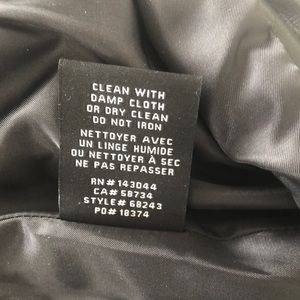 CLEAN WITH
DAMP CLOTH
OR DRY CLEAN
DO NOT IRON
NETTOYER AVEC
UN LINGE HUMIDE
OU NETTOYER À SEC
NE PAS REPASSER
RN# 143044
CA# 58734
STYLE# 68243
PO# 18374